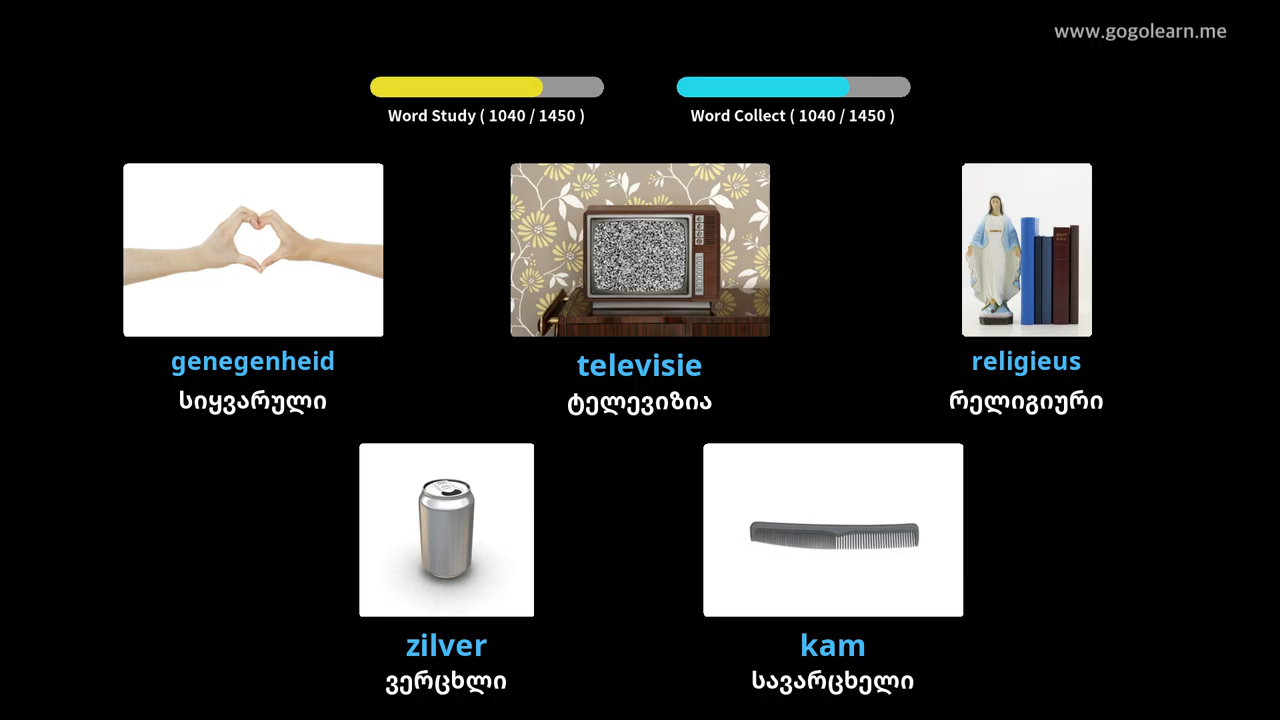 www.gogolearn.me
Word Study ( 1040 / 1450 )
Word Collect ( 1040 / 1450 )
genegenheid
televisie
religieus
სიყვარული
ტელევიზია
რელიგიური
zilver
kam
ვერცხლი
სავარცხელი